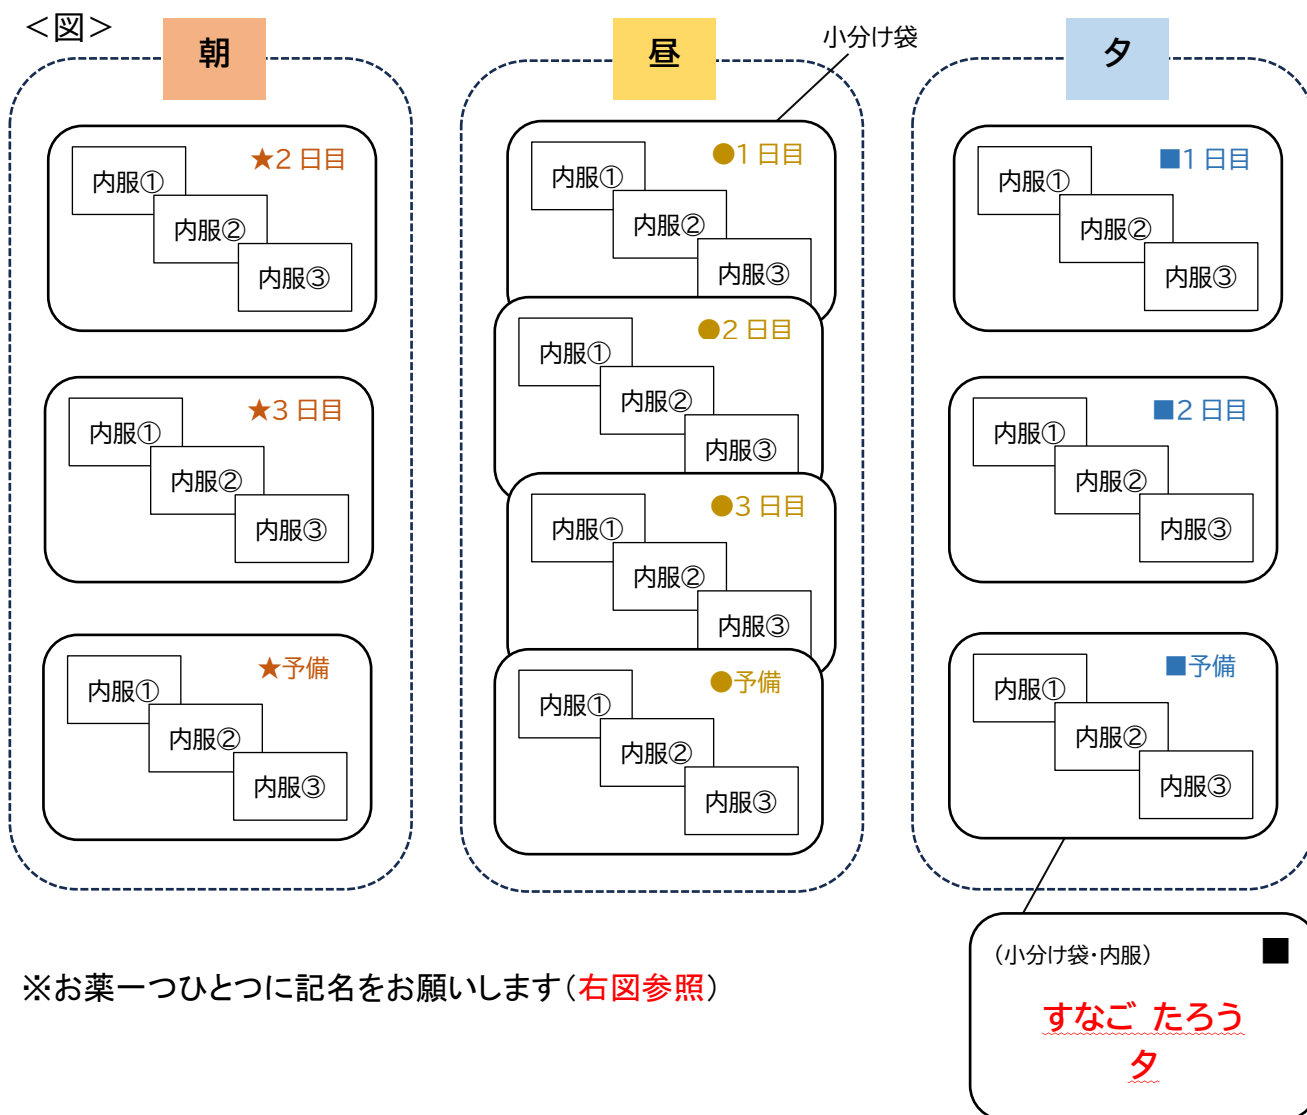 ＜図＞
朝
★2 日目
内服①
内服②
内服③
★3 日目
内服①
内服②
内服③
★予備
内服①
内服②
内服③
昼
小分け袋
●1 日目
内服①
内服②
内服③
●2 日目
内服①
内服②
内服③
●3 日目
内服①
内服②
内服③
●予備
内服①
内服②
内服③
夕
■1 日目
内服①
内服②
内服③
■2 日目
内服①
内服②
内服③
■予備
内服①
内服②
内服③
※お薬一つひとつに記名をお願いします（右図参照）
（小分け袋・内服） ■
すなご たろう
夕